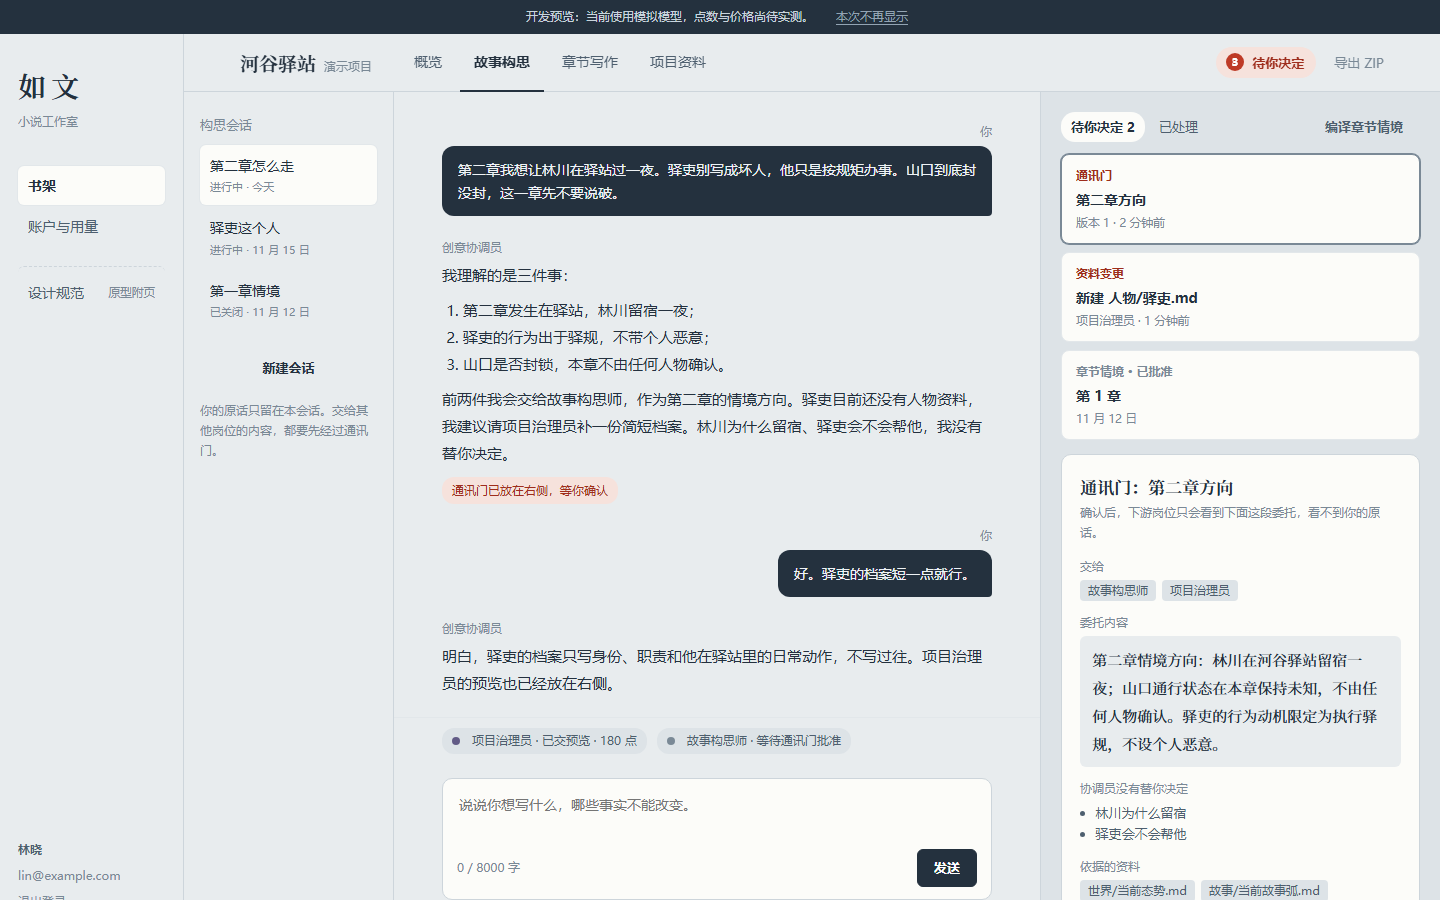 开发预览：当前使用模拟模型，点数与价格尚待实测。 本次不再显示
如文
小说工作室
书架
账户与用量
设计规范 原型附页
林晓
lin@example.com
河谷驿站 演示项目 概览 故事构思 章节写作 项目资料 3 待你决定 导出 ZIP
构思会话
第二章怎么走
进行中 · 今天
驿吏这个人
进行中 · 11 月 15 日
第一章情境
已关闭 · 11 月 12 日
新建会话
你的原话只留在本会话。交给其
他岗位的内容，都要先经过通讯
门。
你
第二章我想让林川在驿站过一夜。驿吏别写成坏人，他只是按规矩办事。山口到底封
没封，这一章先不要说破。
创意协调员
我理解的是三件事：
1. 第二章发生在驿站，林川留宿一夜；
2. 驿吏的行为出于驿规，不带个人恶意；
3. 山口是否封锁，本章不由任何人物确认。
前两件我会交给故事构思师，作为第二章的情境方向。驿吏目前还没有人物资料，
我建议请项目治理员补一份简短档案。林川为什么留宿、驿吏会不会帮他，我没有
替你决定。
通讯门已放在右侧，等你确认
你
好。驿吏的档案短一点就行。
创意协调员
明白，驿吏的档案只写身份、职责和他在驿站里的日常动作，不写过往。项目治理
员的预览也已经放在右侧。
项目治理员 · 已交预览 · 180 点 故事构思师 · 等待通讯门批准
说说你想写什么，哪些事实不能改变。
0 / 8000 字 发送
待你决定 2 已处理 编译章节情境
通讯门
第二章方向
版本 1 · 2 分钟前
资料变更
新建 人物/驿吏.md
项目治理员 · 1 分钟前
章节情境 · 已批准
第 1 章
11 月 12 日
通讯门：第二章方向
确认后，下游岗位只会看到下面这段委托，看不到你的原
话。
交给
故事构思师 项目治理员
委托内容
第二章情境方向：林川在河谷驿站留宿一
夜；山口通行状态在本章保持未知，不由任
何人物确认。驿吏的行为动机限定为执行驿
规，不设个人恶意。
协调员没有替你决定
• 林川为什么留宿
• 驿吏会不会帮他
依据的资料
世界/当前态势.md 故事/当前故事弧.md